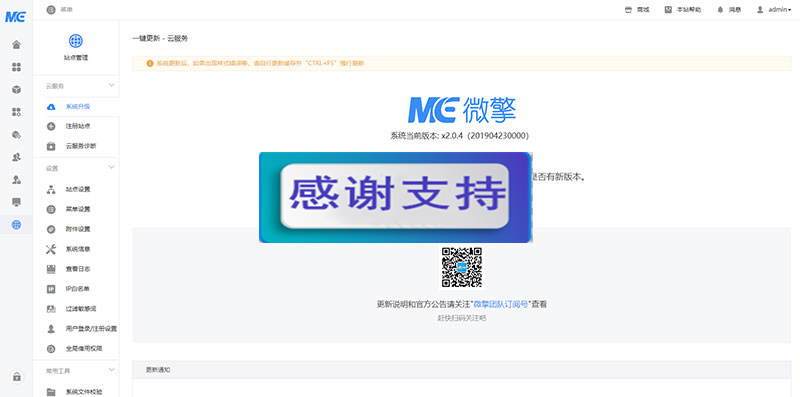 W-E
菜单
商城
本站帮助
消息
admin
站点管理
云服务
系统升级
注册站点
云服务诊断
设置
站点设置
菜单设置
附件设置
系统信息
查看日志
IP白名单
过滤敏感词
用户登录/注册设置
全局借用权限
常用工具
系统文件校验
一键更新 - 云服务
系统更新后，如果出现样式错误等，请自行更新缓存并“CTRL+F5”强行刷新
微擎
系统当前版本: x2.0.4（201904230000）
是否有新版本。
感谢支持
更新说明和官方公告请关注"微擎团队订阅号"查看
赶快扫码关注吧
更新通知